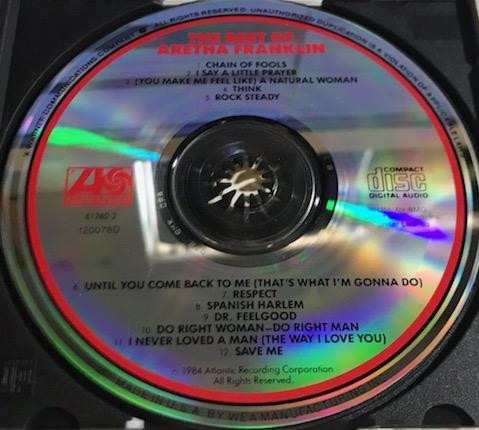 A WARNER COMMUNICATIONS COMPANY ALL RIGHTS RESERVED. UNAUTHORIZED DUPLICATION IS A VIOLATION OF APPLICABLE
THE BEST OF
ARETHA FRANKLIN
1. CHAIN OF FOOLS
2. I SAY A LITTLE PRAYER
3. (YOU MAKE ME FEEL LIKE) A NATURAL WOMAN
4. THINK
5. ROCK STEADY
COMPACT
disc
DIGITAL AUDIO
81280-2
120078D
6. UNTIL YOU COME BACK TO ME (THAT'S WHAT I'M GONNA DO)
7. RESPECT
8. SPANISH HARLEM
9. DR. FEELGOOD
10. DO RIGHT WOMAN—DO RIGHT MAN
11. I NEVER LOVED A MAN (THE WAY I LOVE YOU)
12. SAVE ME
℗ 1984 Atlantic Recording Corporation
All Rights Reserved.
MADE IN U.S.A. BY WEA MANUFACTURING